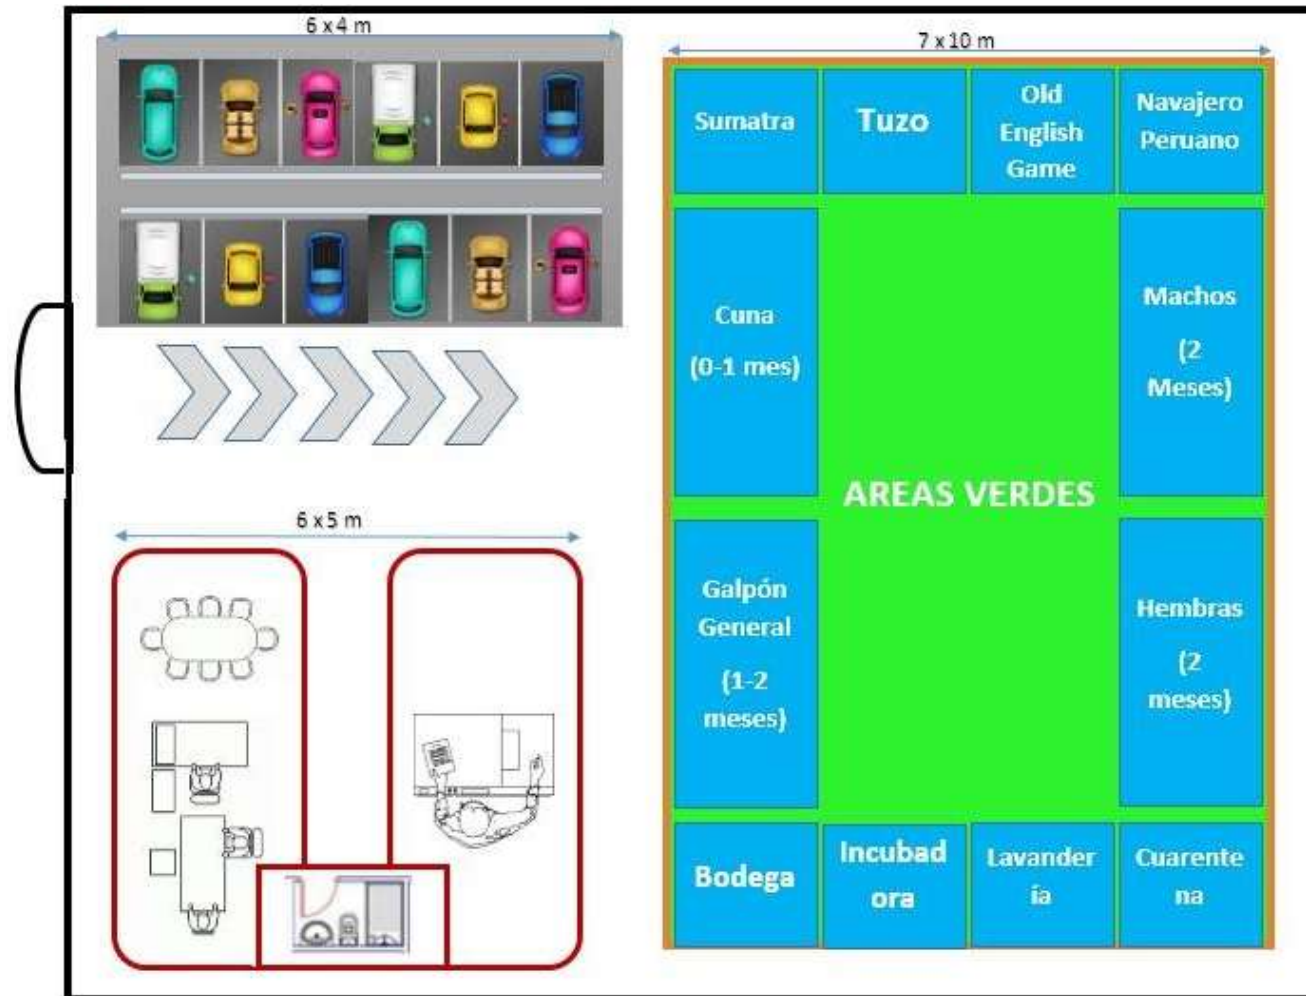 6 x 4 m
7 x 10 m
Sumatra
Tuzo
Old
English
Game
Navajero
Peruano
Cuna
(0-1 mes)
Machos
(2
Meses)
AREAS VERDES
6 x 5 m
Galpón
General
(1-2
meses)
Hembras
(2
meses)
Bodega
Incubad
ora
Lavander
ía
Cuarente
na